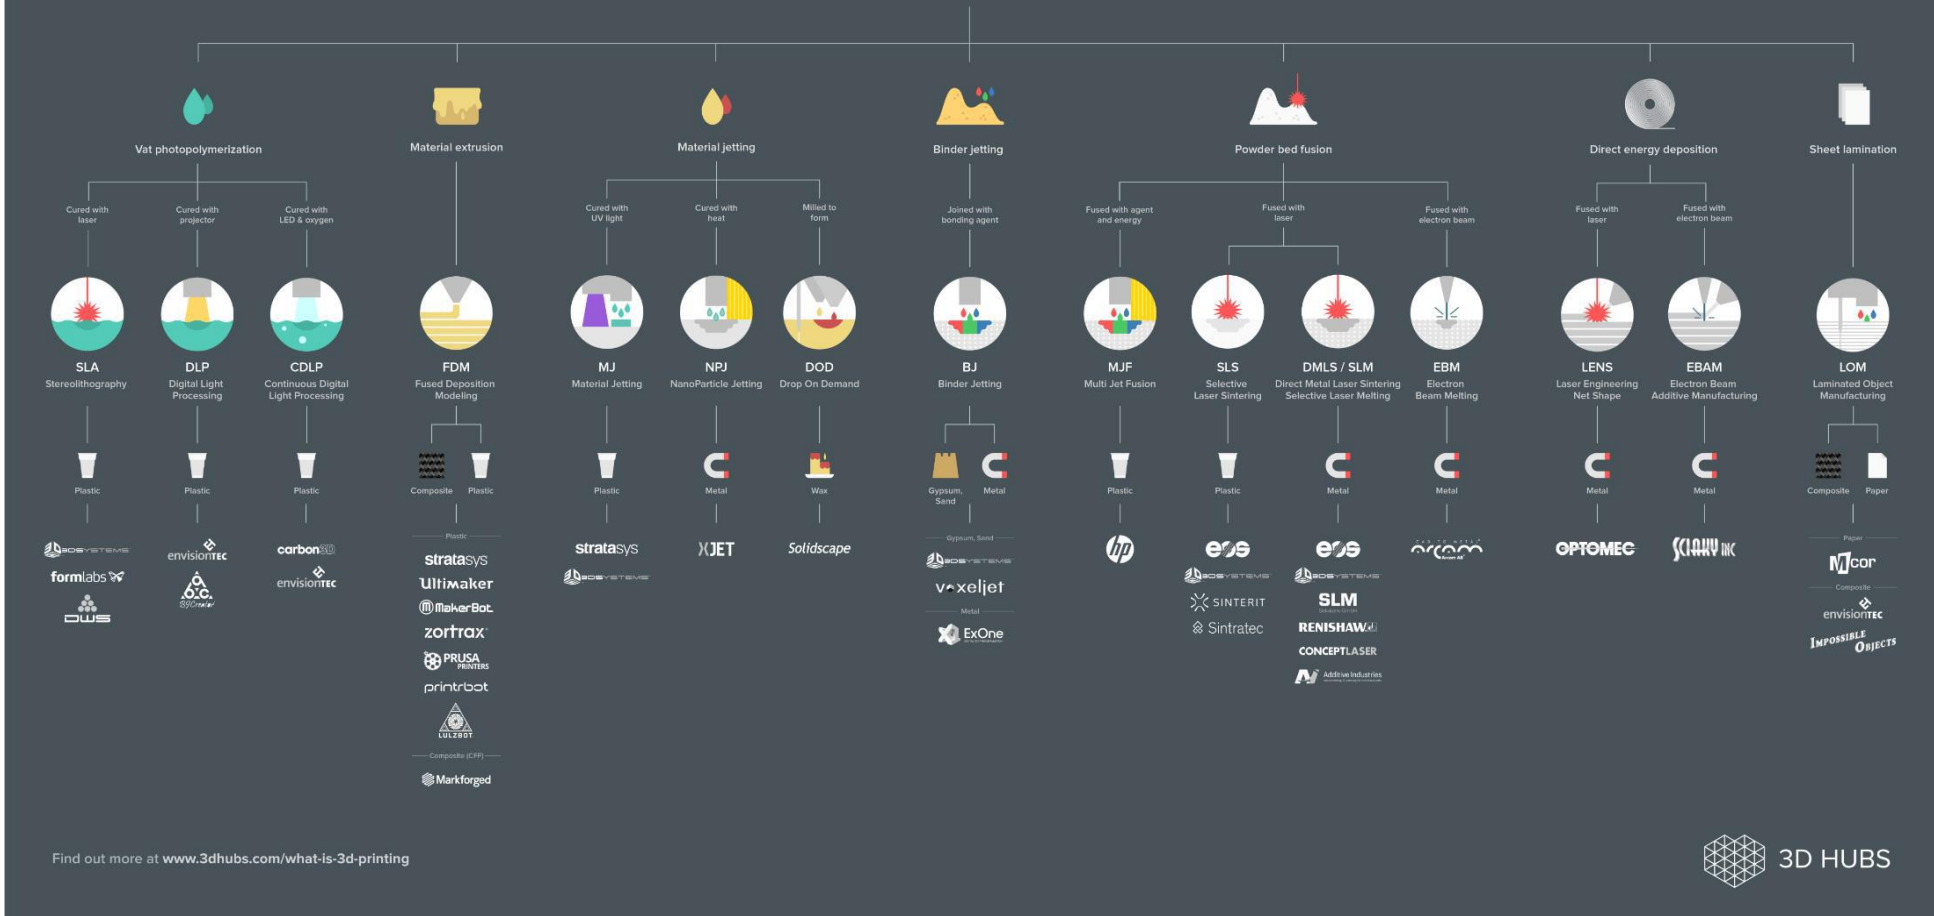 Vat photopolymerization
Material extrusion
Material jetting
Binder jetting
Powder bed fusion
Direct energy deposition
Sheet lamination
Cured with
laser
Cured with
projector
Cured with
LED & oxygen
Cured with
UV light
Cured with
heat
Milled to
form
Joined with
bonding agent
Fused with agent
and energy
Fused with
laser
Fused with
electron beam
Fused with
laser
Fused with
electron beam
SLA
Stereolithography
DLP
Digital Light
Processing
CDLP
Continuous Digital
Light Processing
FDM
Fused Deposition
Modeling
MJ
Material Jetting
NPJ
NanoParticle Jetting
DOD
Drop On Demand
BJ
Binder Jetting
MJF
Multi Jet Fusion
SLS
Selective
Laser Sintering
DMLS / SLM
Direct Metal Laser Sintering
Selective Laser Melting
EBM
Electron
Beam Melting
LENS
Laser Engineering
Net Shape
EBAM
Electron Beam
Additive Manufacturing
LOM
Laminated Object
Manufacturing
Plastic
Plastic
Plastic
Composite
Plastic
Plastic
Metal
Wax
Gypsum,
Sand
Metal
Plastic
Plastic
Metal
Metal
Metal
Metal
Composite
Paper
3DSYSTEMS
formlabs
DWS
envisionTEC
B9Creator
carbon3D
envisionTEC
Plastic
stratasys
Ultimaker
MakerBot
zortrax
PRUSA
PRINTERS
printrbot
LULZBOT
Composite (CFF)
Markforged
stratasys
3DSYSTEMS
XJET
Solidscape
Gypsum, Sand
3DSYSTEMS
voxeljet
Metal
ExOne
hp
eos
3DSYSTEMS
SINTERIT
Sintratec
eos
3DSYSTEMS
SLM
RENISHAW
CONCEPTLASER
Additive Industries
arcam
OPTOMEC
SCIAKY INC
Paper
Mcor
Composite
envisionTEC
IMPOSSIBLE
OBJECTS
Find out more at www.3dhubs.com/what-is-3d-printing
3D HUBS